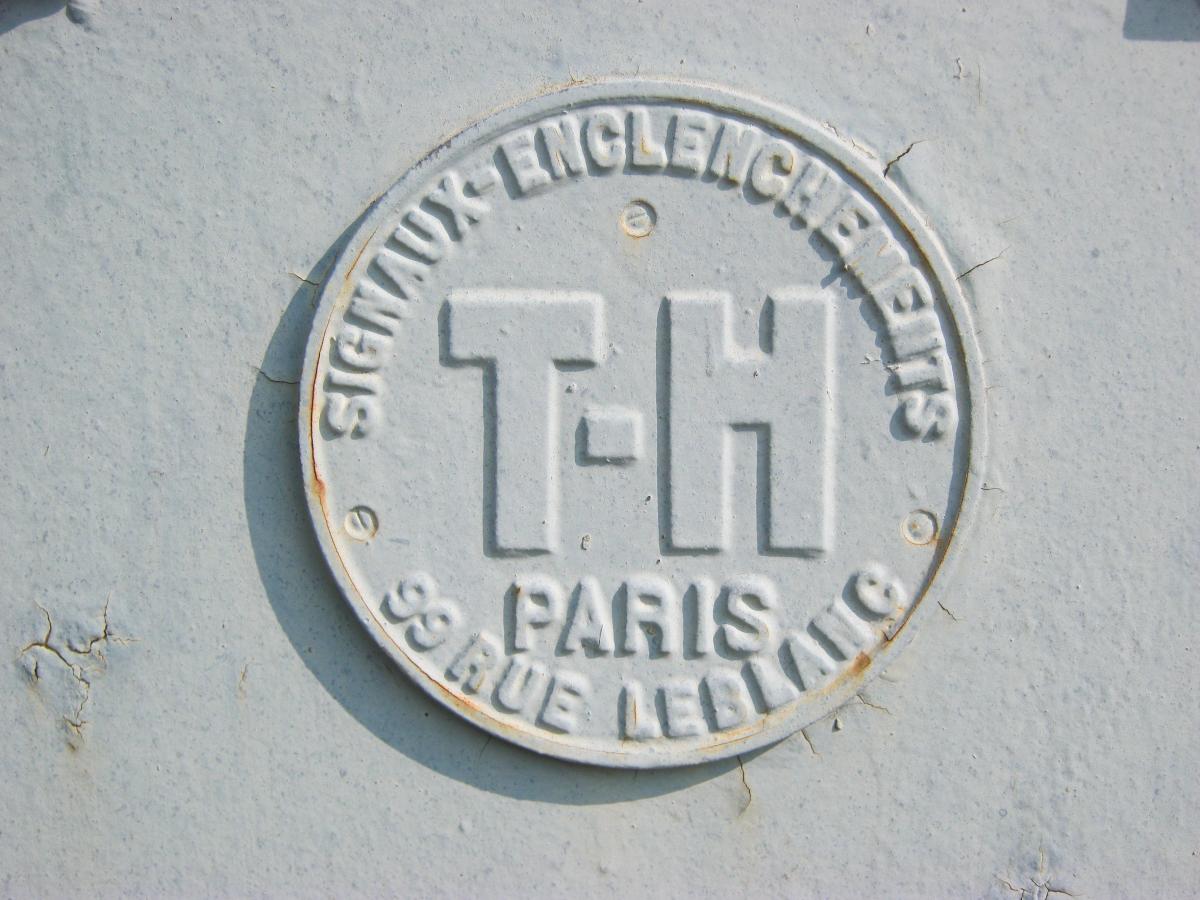 SIGNAUX-ENCLENCHEMENTS
T-H
PARIS
99 RUE LEBLANC